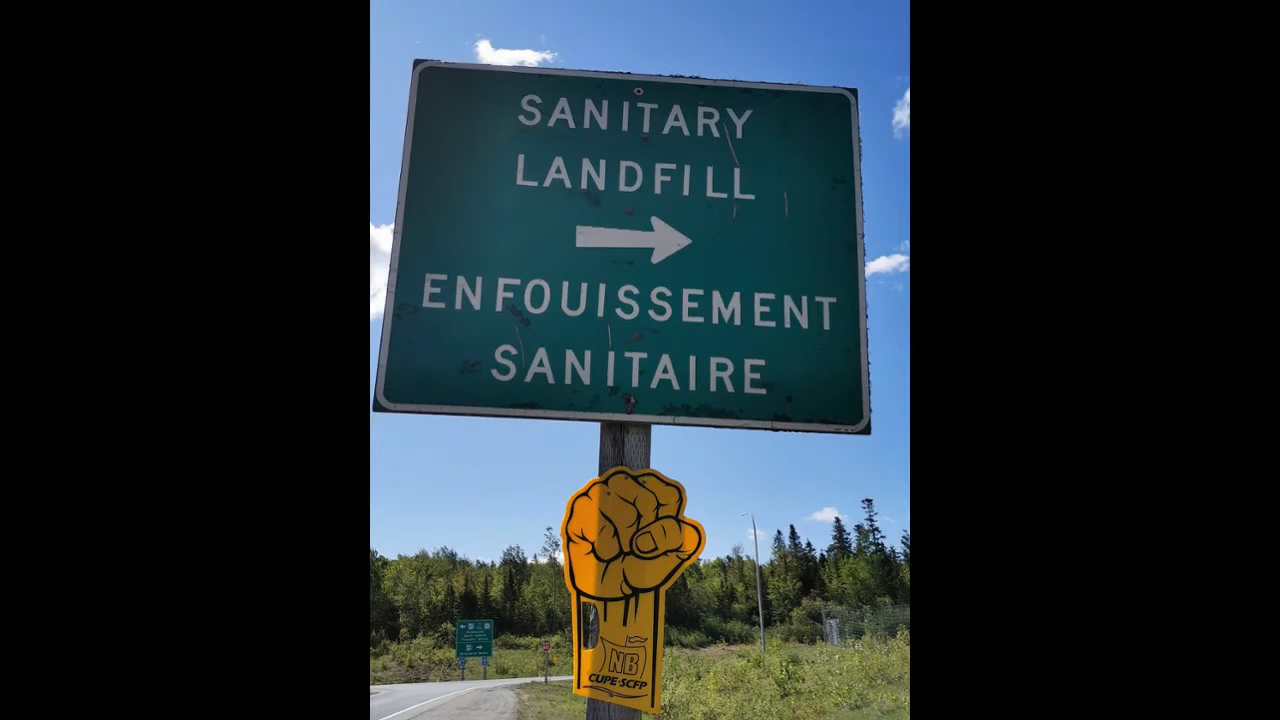 SANITARY
LANDFILL
ENFOUISSEMENT
SANITAIRE
NB
CUPE·SCFP